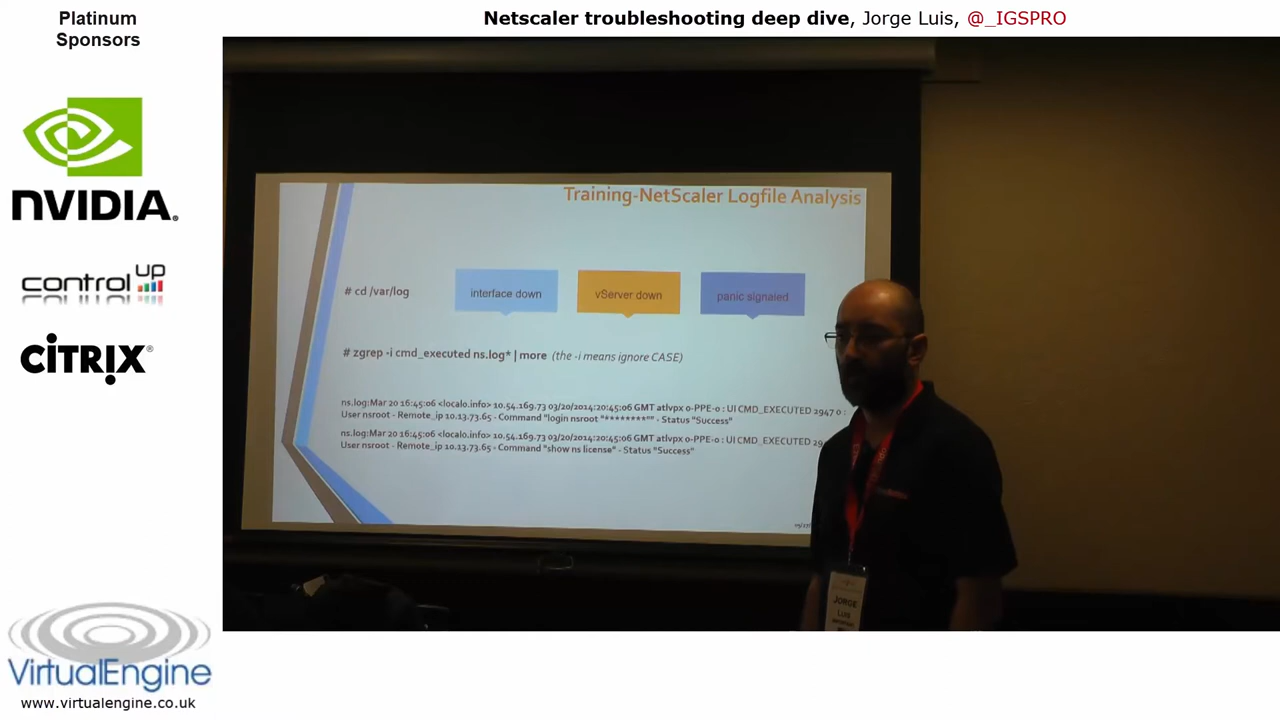 Platinum
Sponsors
Netscaler troubleshooting deep dive, Jorge Luis, @_IGSPRO
NVIDIA.
control UP
CITRIX®
VirtualEngine
www.virtualengine.co.uk
Training-NetScaler Logfile Analysis
# cd /var/log
interface down
vServer down
panic signaled
# zgrep -i cmd_executed ns.log* | more (the -i means ignore CASE)
ns.log:Mar 20 16:45:06 <local0.info> 10.54.169.73 03/20/2014:20:45:06 GMT atlvpx 0-PPE-0 : UI CMD_EXECUTED 2947 0 :
User nsroot - Remote_ip 10.13.73.65 - Command "login nsroot "********"" - Status "Success"
ns.log:Mar 20 16:45:06 <local0.info> 10.54.169.73 03/20/2014:20:45:06 GMT atlvpx 0-PPE-0 : UI CMD_EXECUTED
User nsroot - Remote_ip 10.13.73.65 - Command "show ns license" - Status "Success"
JORGE
LUIS